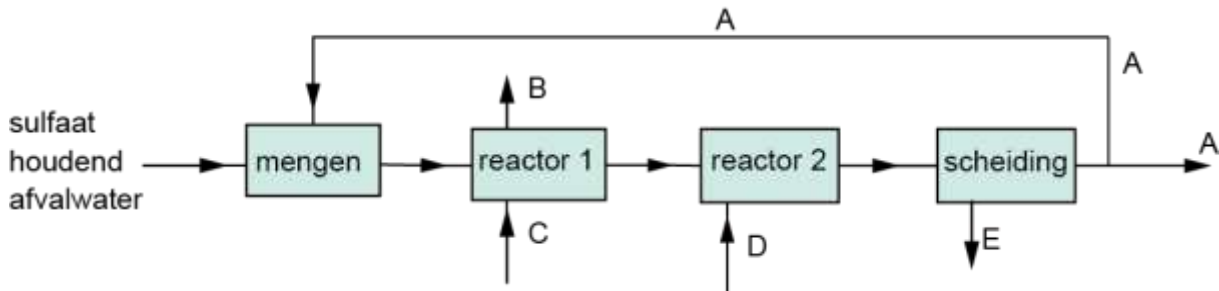 A
A
B
sulfaat
houdend
afvalwater
mengen
reactor 1
reactor 2
scheiding
A
C
D
E